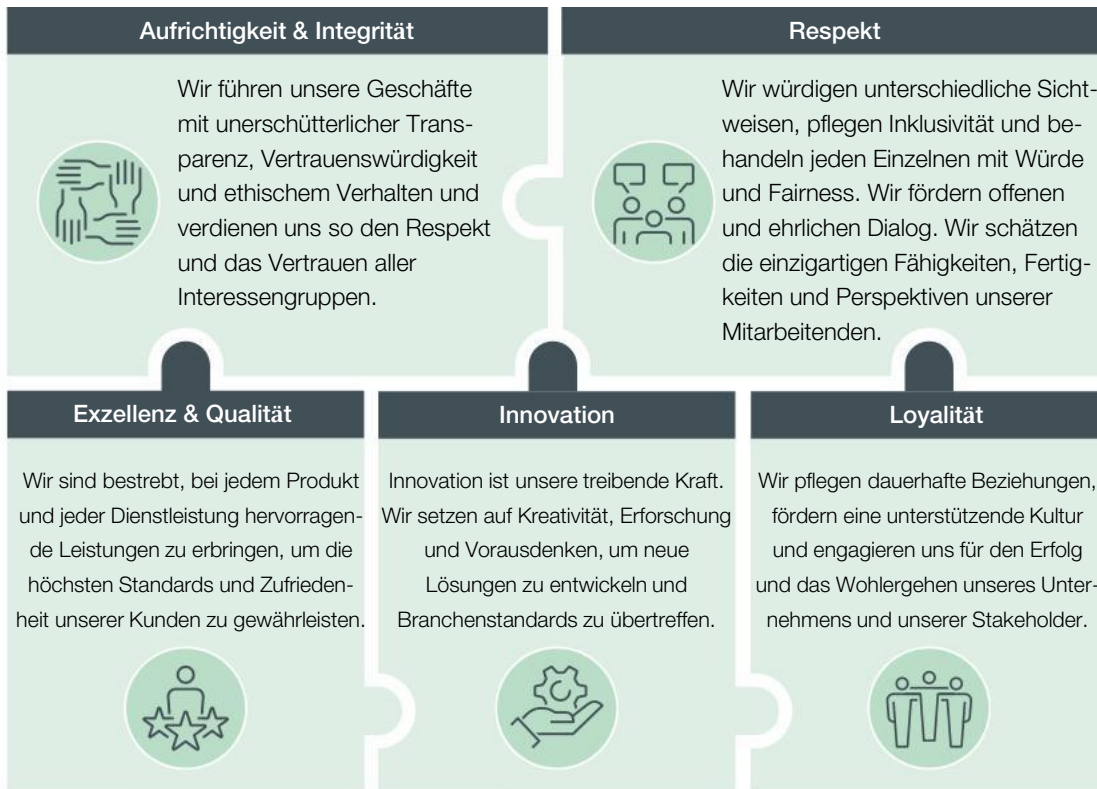 Aufrichtigkeit & Integrität
Wir führen unsere Geschäfte
mit unerschütterlicher Trans-
parenz, Vertrauenswürdigkeit
und ethischem Verhalten und
verdienen uns so den Respekt
und das Vertrauen aller
Interessengruppen.
Respekt
Wir würdigen unterschiedliche Sicht-
weisen, pflegen Inklusivität und be-
handeln jeden Einzelnen mit Würde
und Fairness. Wir fördern offenen
und ehrlichen Dialog. Wir schätzen
die einzigartigen Fähigkeiten, Fertig-
keiten und Perspektiven unserer
Mitarbeitenden.
Exzellenz & Qualität
Wir sind bestrebt, bei jedem Produkt
und jeder Dienstleistung hervorragen-
de Leistungen zu erbringen, um die
höchsten Standards und Zufrieden-
heit unserer Kunden zu gewährleisten.
Innovation
Innovation ist unsere treibende Kraft.
Wir setzen auf Kreativität, Erforschung
und Vorausdenken, um neue
Lösungen zu entwickeln und
Branchenstandards zu übertreffen.
Loyalität
Wir pflegen dauerhafte Beziehungen,
fördern eine unterstützende Kultur
und engagieren uns für den Erfolg
und das Wohlergehen unseres Unter-
nehmens und unserer Stakeholder.